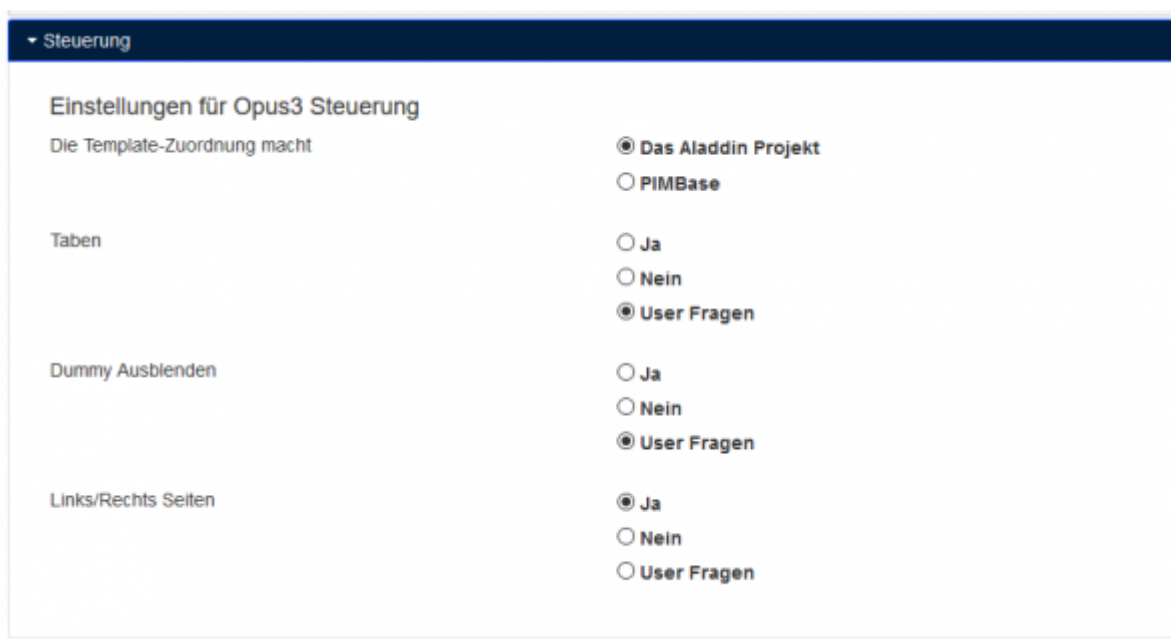 Steuerung
Einstellungen für Opus3 Steuerung
Die Template-Zuordnung macht
Das Aladdin Projekt
PIMBase
Taben
Ja
Nein
User Fragen
Dummy Ausblenden
Ja
Nein
User Fragen
Links/Rechts Seiten
Ja
Nein
User Fragen